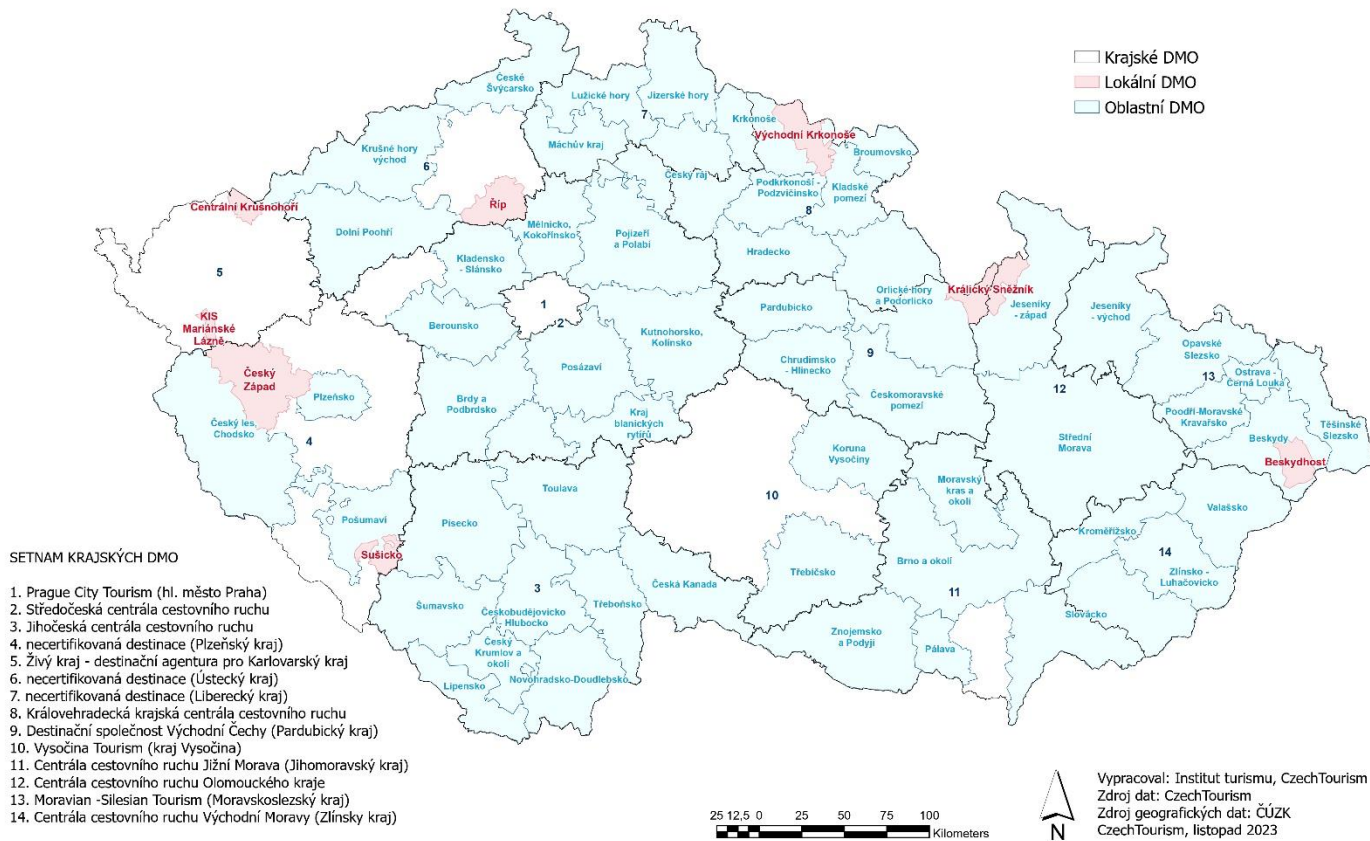 Krajské DMO
Lokální DMO
Oblastní DMO
České
Švýcarsko
Lužické hory
Jizerské hory
7
Krkonoše
Východní Krkonoše
Krušné hory
východ
6
Máchův kraj
Broumovsko
Český ráj
Podkrkonoší -
Podzvičinsko
Kladské
pomezí
8
Centrální Krušnohoří
Říp
Dolní Poohří
Mělnicko,
Kokořínsko
Pojizeří
a Polabí
Hradecko
Kladensko
- Slánsko
5
Orlické hory
a Podorlicko
Králický Sněžník
Jeseníky
- západ
Jeseníky
- východ
1
2
Pardubicko
KIS
Mariánské
Lázně
Berounsko
Kutnohorsko,
Kolínsko
Opavské
Slezsko
13
Český
Západ
Plzeňsko
Posázaví
Chrudimsko
- Hlinecko
9
Ostrava -
Černá Louka
12
Brdy a
Podbrdsko
Českomoravské
pomezí
Poodří-Moravské
Kravařsko
Těšínské
Slezsko
Český les,
Chodsko
4
Kraj
blanických
rytířů
Střední
Morava
Beskydy
Beskydhost
Koruna
Vysočiny
Toulava
10
Moravský
kras a
okolí
Pošumaví
Písecko
Valašsko
Kroměřížsko
Sušicko
Brno a okolí
14
Třebíčsko
Zlínsko -
Luhačovicko
3
Česká Kanada
Šumavsko
Českobudějovicko
Hlubocko
Třeboňsko
11
Slovácko
Český
Krumlov a
okolí
Znojemsko
a Podyjí
Pálava
Lipensko
Novohradsko-Doudlebsko
SETNAM KRAJSKÝCH DMO
1. Prague City Tourism (hl. město Praha)
2. Středočeská centrála cestovního ruchu
3. Jihočeská centrála cestovního ruchu
4. necertifikovaná destinace (Plzeňský kraj)
5. Živý kraj - destinační agentura pro Karlovarský kraj
6. necertifikovaná destinace (Ústecký kraj)
7. necertifikovaná destinace (Liberecký kraj)
8. Královehradecká krajská centrála cestovního ruchu
9. Destinační společnost Východní Čechy (Pardubický kraj)
10. Vysočina Tourism (kraj Vysočina)
11. Centrála cestovního ruchu Jižní Morava (Jihomoravský kraj)
12. Centrála cestovního ruchu Olomouckého kraje
13. Moravian -Silesian Tourism (Moravskoslezský kraj)
14. Centrála cestovního ruchu Východní Moravy (Zlínsky kraj)
25 12,5 0 25 50 75 100
Kilometers
N
Vypracoval: Institut turismu, CzechTourism
Zdroj dat: CzechTourism
Zdroj geografických dat: ČÚZK
CzechTourism, listopad 2023